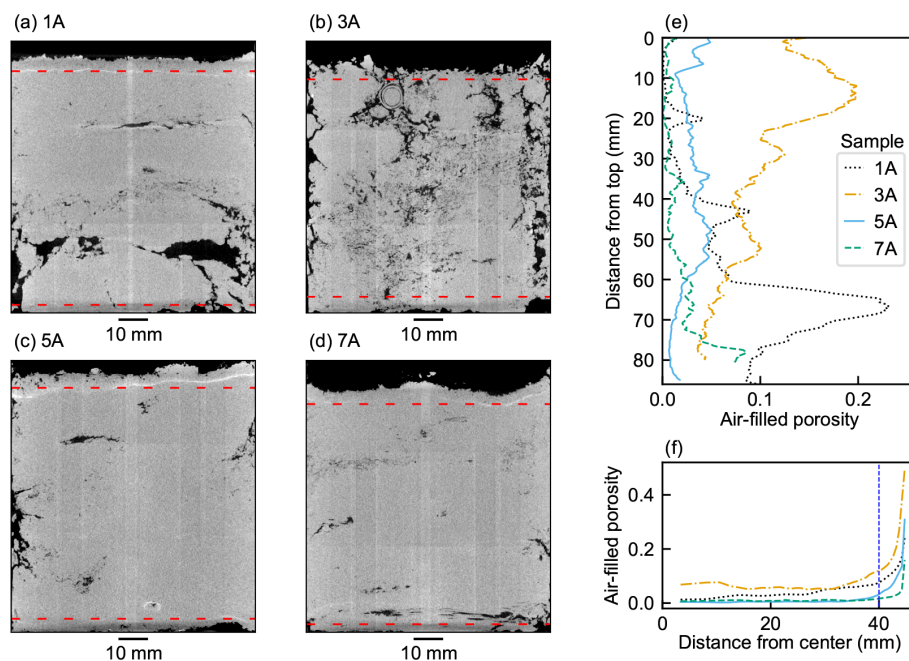 (a) 1A
(b) 3A
(e)
10 mm
10 mm
(c) 5A
(d) 7A
10 mm
10 mm
0
10
20
30
40
50
60
70
80
Distance from top (mm)
Sample
1A
3A
5A
7A
0.0
0.1
0.2
Air-filled porosity
(f)
0.4
0.2
0.0
Air-filled porosity
0
20
40
Distance from center (mm)